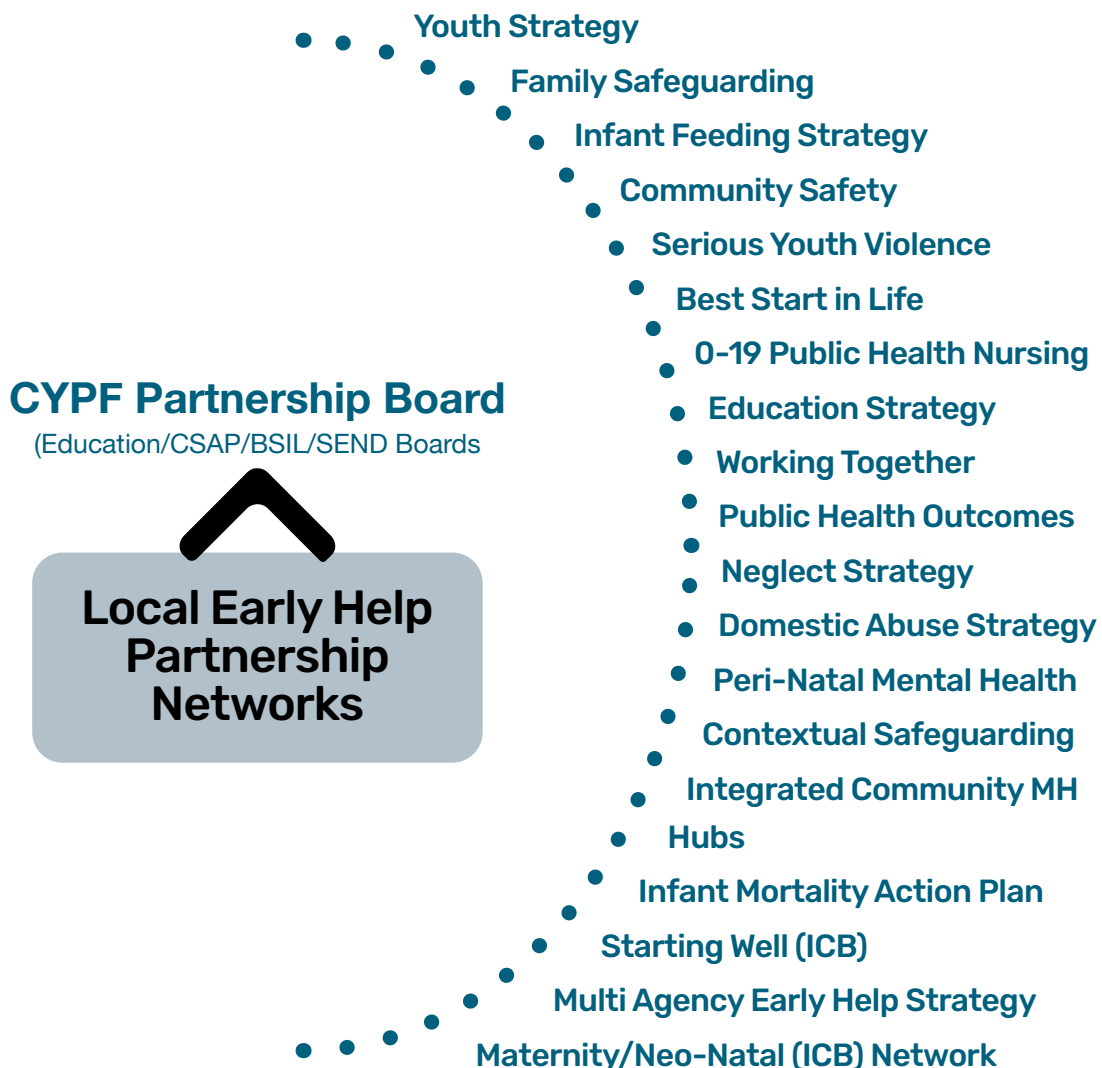 Youth Strategy
Family Safeguarding
Infant Feeding Strategy
Community Safety
Serious Youth Violence
Best Start in Life
0-19 Public Health Nursing
CYPF Partnership Board
(Education/CSAP/BSIL/SEND Boards
Local Early Help
Partnership
Networks
Education Strategy
Working Together
Public Health Outcomes
Neglect Strategy
Domestic Abuse Strategy
Peri-Natal Mental Health
Contextual Safeguarding
Integrated Community MH
Hubs
Infant Mortality Action Plan
Starting Well (ICB)
Multi Agency Early Help Strategy
Maternity/Neo-Natal (ICB) Network